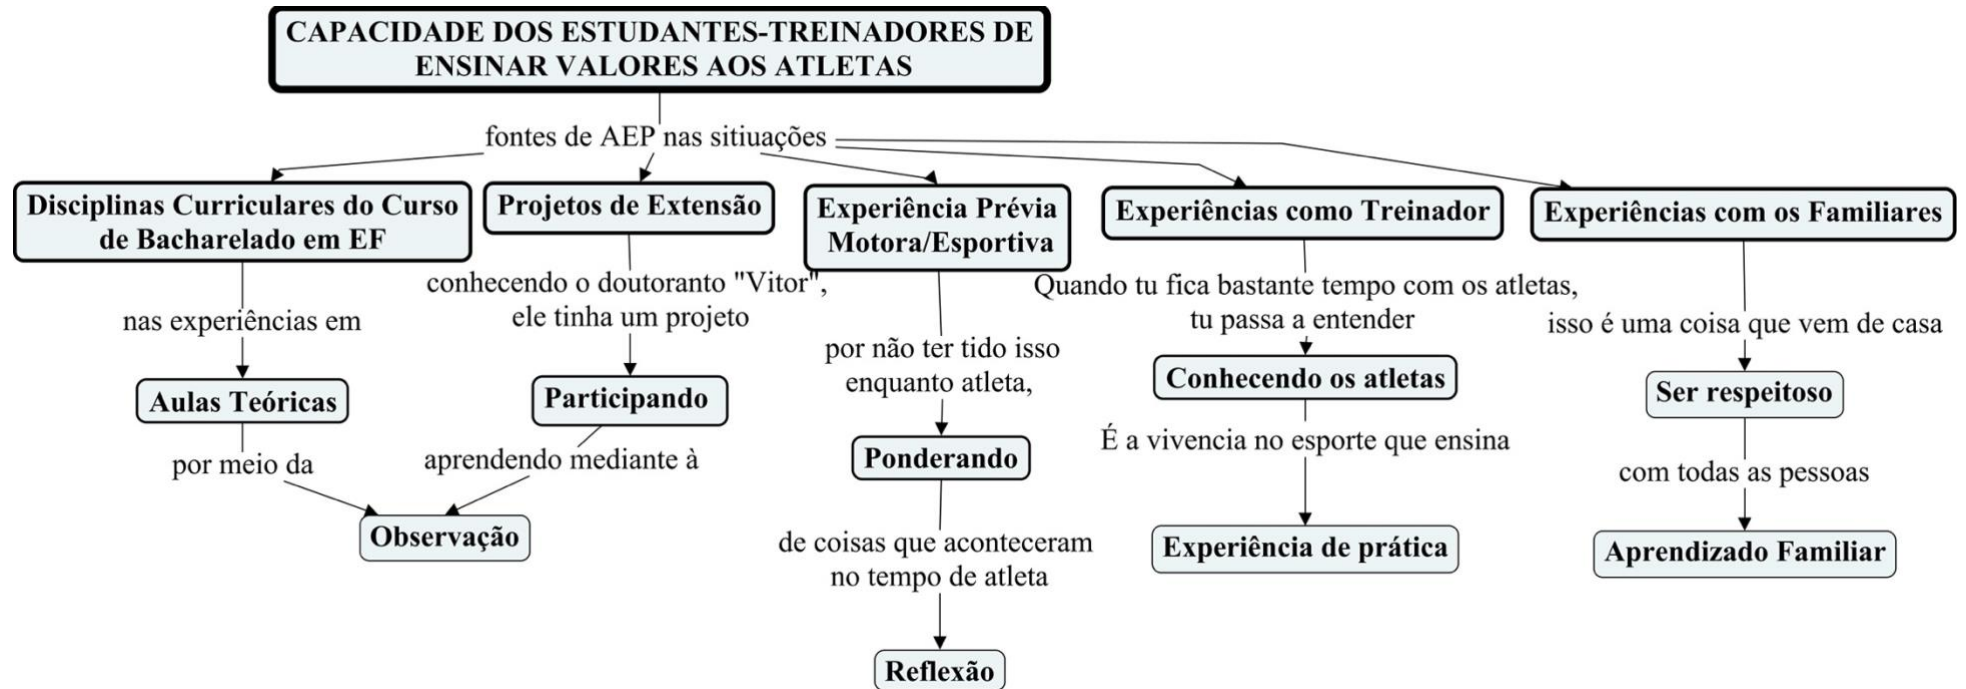 CAPACIDADE DOS ESTUDANTES-TREINADORES DE
ENSINAR VALORES AOS ATLETAS
fontes de AEP nas sitiuações
Disciplinas Curriculares do Curso
de Bacharelado em EF
nas experiências em
Aulas Teóricas
por meio da
Projetos de Extensão
conhecendo o doutoranto "Vitor",
ele tinha um projeto
Participando
aprendendo mediante à
Observação
Experiência Prévia
Motora/Esportiva
por não ter tido isso
enquanto atleta,
Ponderando
de coisas que aconteceram
no tempo de atleta
Reflexão
Experiências como Treinador
Quando tu fica bastante tempo com os atletas,
tu passa a entender
Conhecendo os atletas
É a vivencia no esporte que ensina
Experiência de prática
Experiências com os Familiares
isso é uma coisa que vem de casa
Ser respeitoso
com todas as pessoas
Aprendizado Familiar